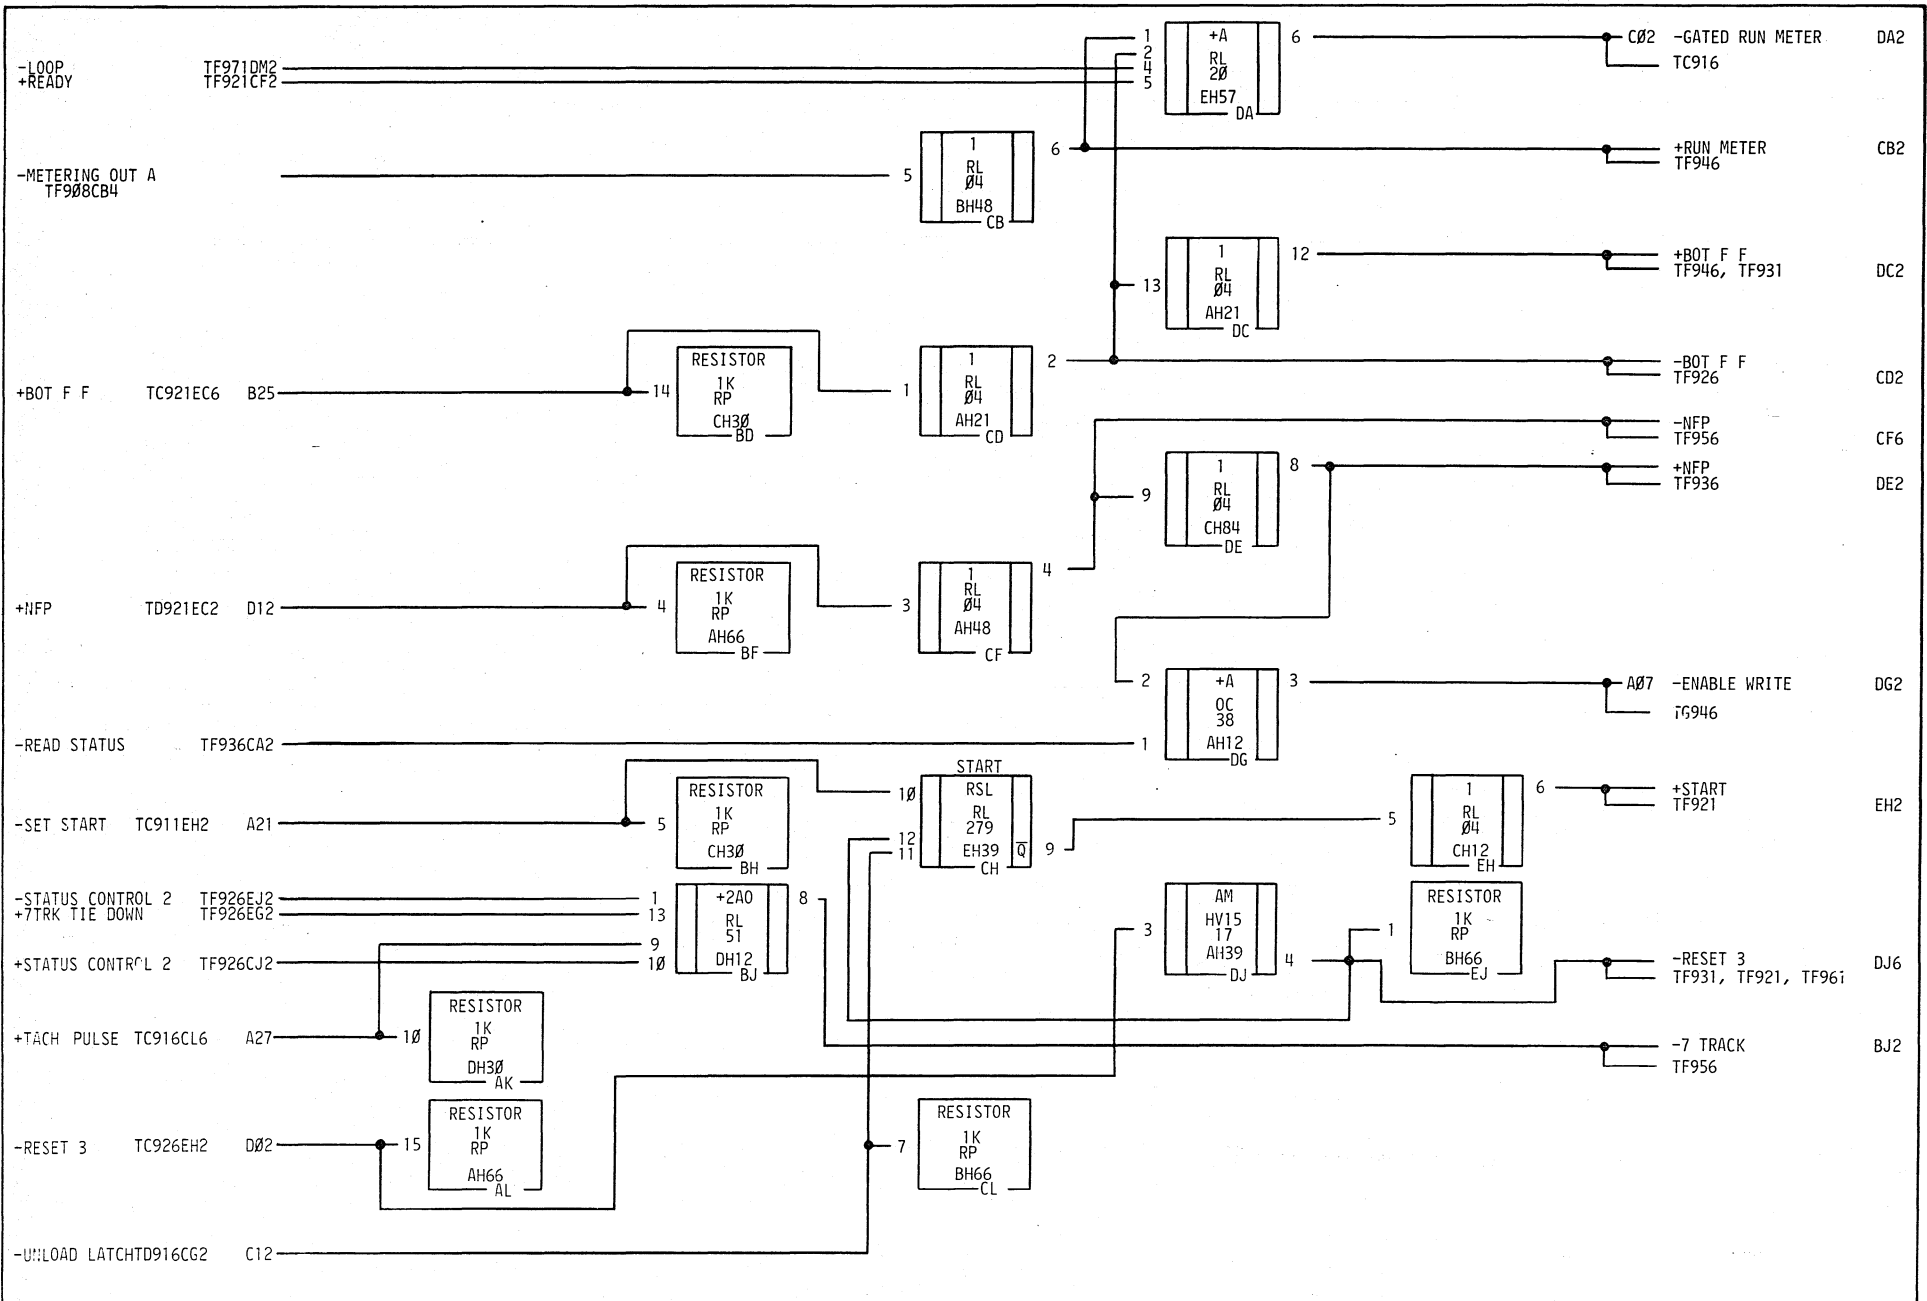 -LOOP TF971DM2
+READY TF921CF2
1
2
4
5
+A
RL
2Ø
EH57
DA
6
CØ2 -GATED RUN METER DA2
TC916
-METERING OUT A
TF9Ø8CB4
5
1
RL
Ø4
BH48
CB
6
+RUN METER CB2
TF946
13
1
RL
Ø4
AH21
DC
12
+BOT F F
TF946, TF931 DC2
+BOT F F TC921EC6 B25
14
RESISTOR
1K
RP
CH3Ø
BD
1
1
RL
Ø4
AH21
CD
2
-BOT F F
TF926 CD2
-NFP
TF956 CF6
9
1
RL
Ø4
CH84
DE
8
+NFP
TF936 DE2
+NFP TD921EC2 D12
4
RESISTOR
1K
RP
AH66
BF
3
1
RL
Ø4
AH48
CF
4
2
1
+A
OC
38
AH12
DG
3
AØ7 -ENABLE WRITE DG2
TG946
-READ STATUS TF936CA2
-SET START TC911EH2 A21
5
RESISTOR
1K
RP
CH3Ø
BH
START
1Ø
12
11
RSL
RL
279
EH39 Q̅
CH
9
5
1
RL
Ø4
CH12
EH
6
+START
TF921 EH2
-STATUS CONTROL 2 TF926EJ2
+7TRK TIE DOWN TF926EG2
+STATUS CONTROL 2 TF926CJ2
1
13
9
1Ø
+2AO
RL
51
DH12
BJ
8
3
AM
HV15
17
AH39
DJ
4
1
RESISTOR
1K
RP
BH66
EJ
-RESET 3 DJ6
TF931, TF921, TF961
+TACH PULSE TC916CL6 A27
1Ø
RESISTOR
1K
RP
DH3Ø
AK
-7 TRACK BJ2
TF956
-RESET 3 TC926EH2 DØ2
15
RESISTOR
1K
RP
AH66
AL
7
RESISTOR
1K
RP
BH66
CL
-UNLOAD LATCHTD916CG2 C12